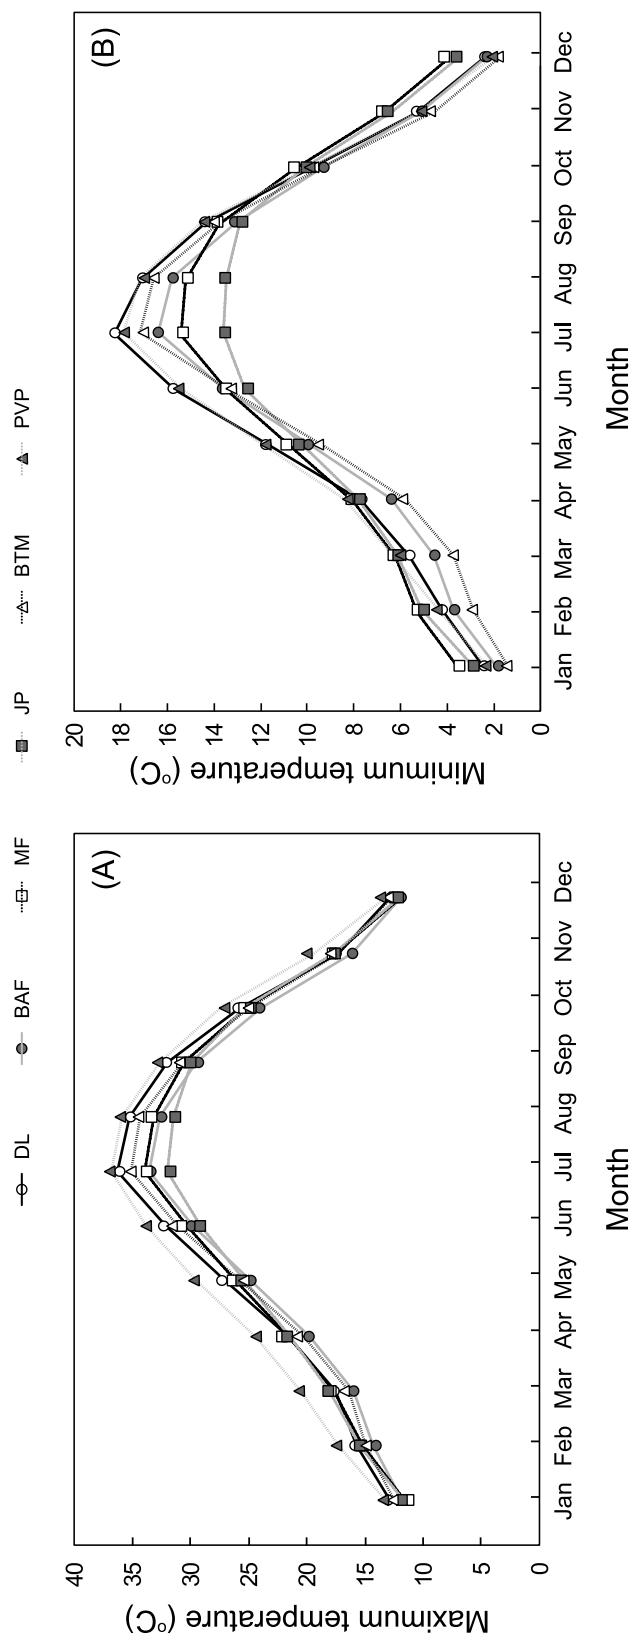 DL BAF MF JP BTM PVP
(A)
Maximum temperature (°C)
40
35
30
25
20
15
10
5
0
Jan Feb Mar Apr May Jun Jul Aug Sep Oct Nov Dec
Month
(B)
Minimum temperature (°C)
20
18
16
14
12
10
8
6
4
2
0
Jan Feb Mar Apr May Jun Jul Aug Sep Oct Nov Dec
Month